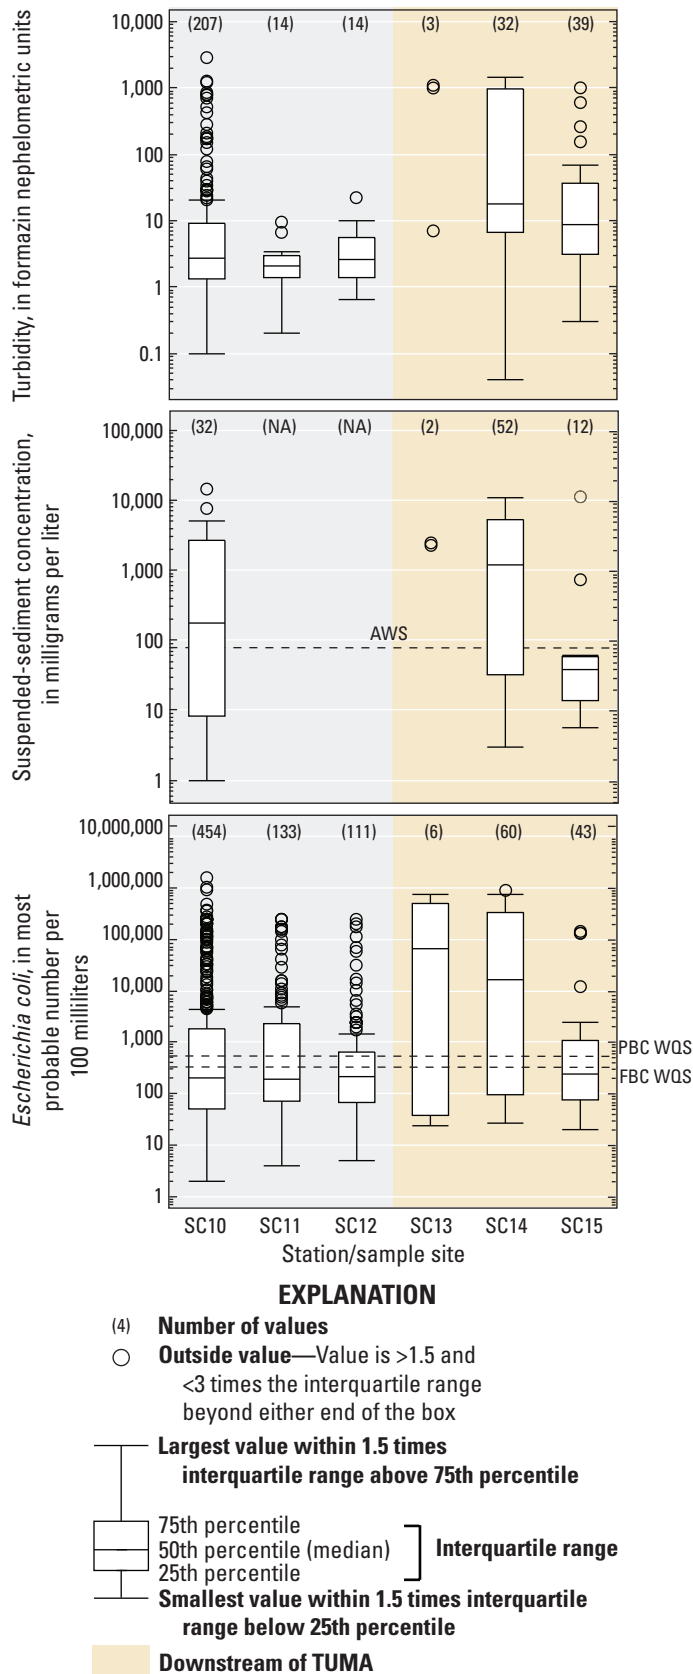 Turbidity, in formazin nephelometric units
10,000
1,000
100
10
1
0.1
(207) (14) (14) (3) (32) (39)
Suspended-sediment concentration,
in milligrams per liter
100,000
10,000
1,000
100
10
1
(32) (NA) (NA) (2) (52) (12)
AWS
Escherichia coli, in most
probable number per
100 milliliters
10,000,000
1,000,000
100,000
10,000
1,000
100
10
1
(454) (133) (111) (6) (60) (43)
PBC WQS
FBC WQS
SC10 SC11 SC12 SC13 SC14 SC15
Station/sample site
EXPLANATION
(4) Number of values
Outside value—Value is >1.5 and
<3 times the interquartile range
beyond either end of the box
Largest value within 1.5 times
interquartile range above 75th percentile
75th percentile
50th percentile (median)
25th percentile
Interquartile range
Smallest value within 1.5 times interquartile
range below 25th percentile
Downstream of TUMA